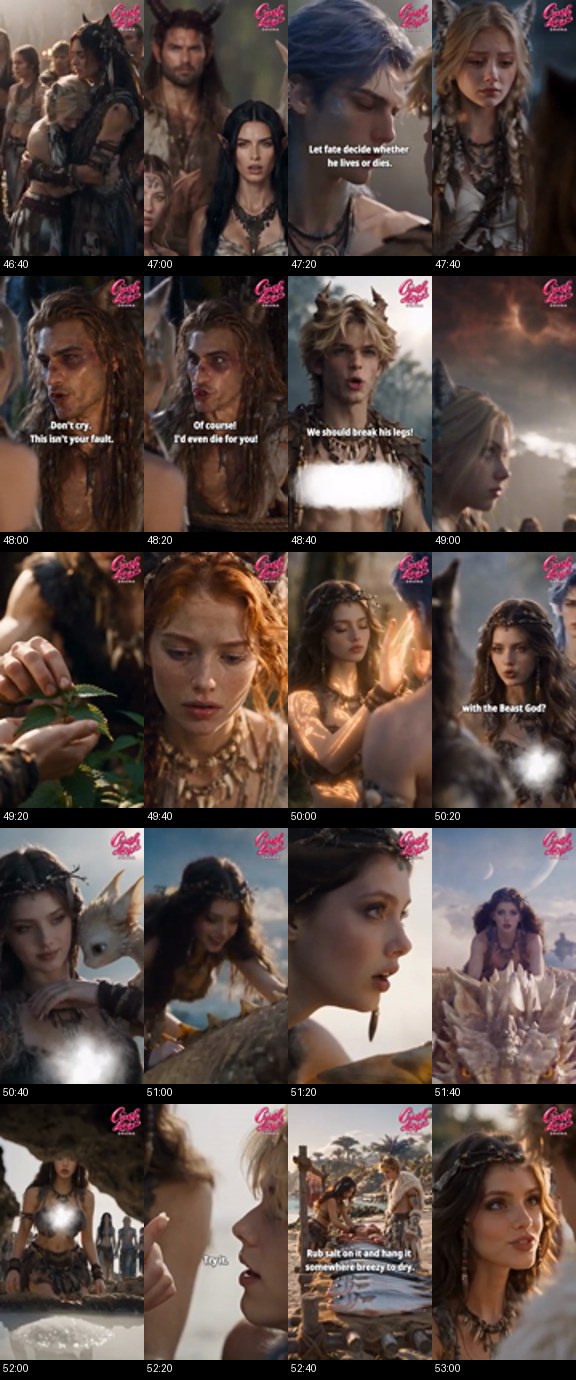 Crush
Love
DRAMA
46:40
47:00
Let fate decide whether
he lives or dies.
47:20
47:40
Don't cry.
This isn't your fault.
48:00
Of course!
I'd even die for you!
48:20
We should break his legs!
48:40
49:00
49:20
49:40
50:00
with the Beast God?
50:20
50:40
51:00
51:20
51:40
52:00
Try it.
52:20
Rub salt on it and hang it
somewhere breezy to dry.
52:40
53:00